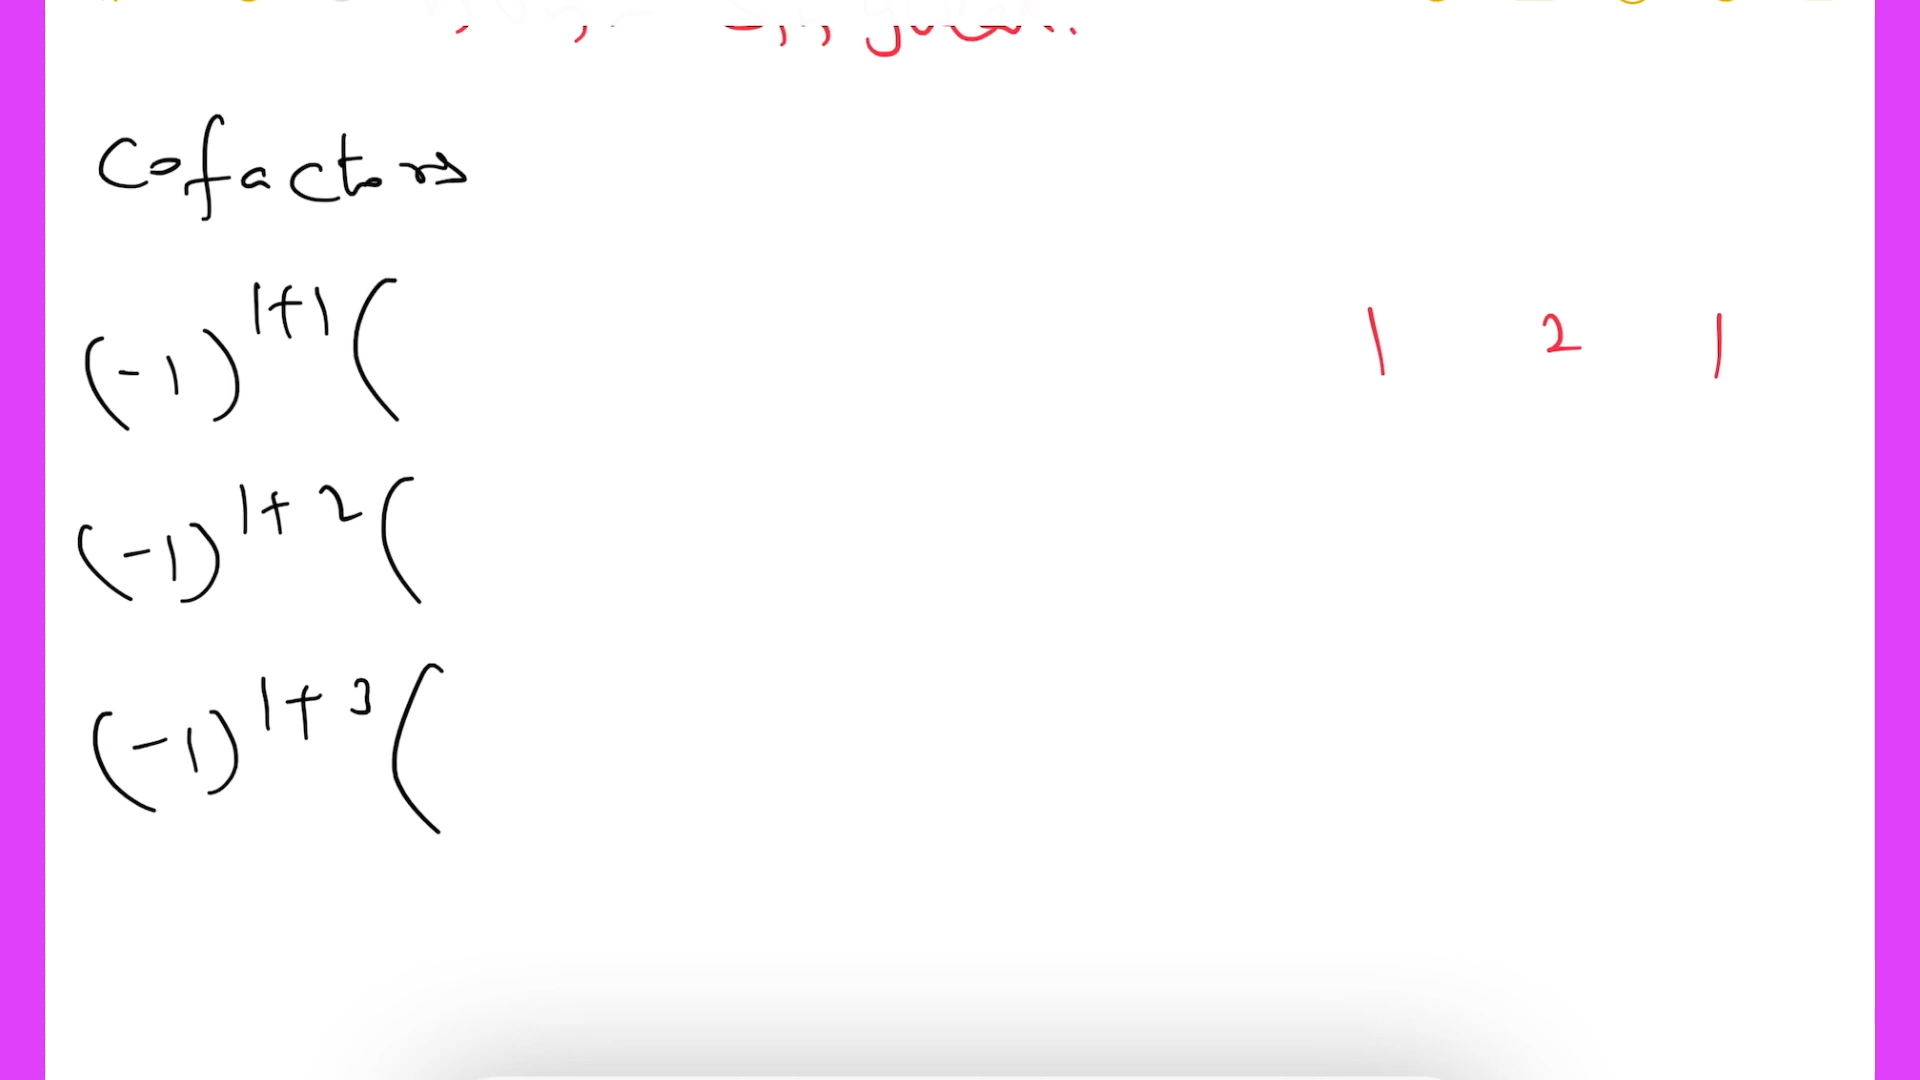 Cofactors
(-1)^1+1 ( 1 2 1
(-1)^1+2 (
(-1)^1+3 (